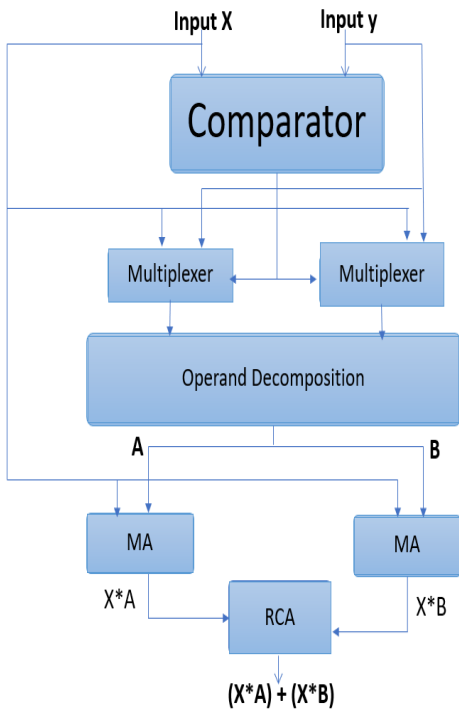 Input X
Input y
Comparator
Multiplexer
Multiplexer
Operand Decomposition
A
B
MA
MA
X*A
X*B
RCA
(X*A) + (X*B)